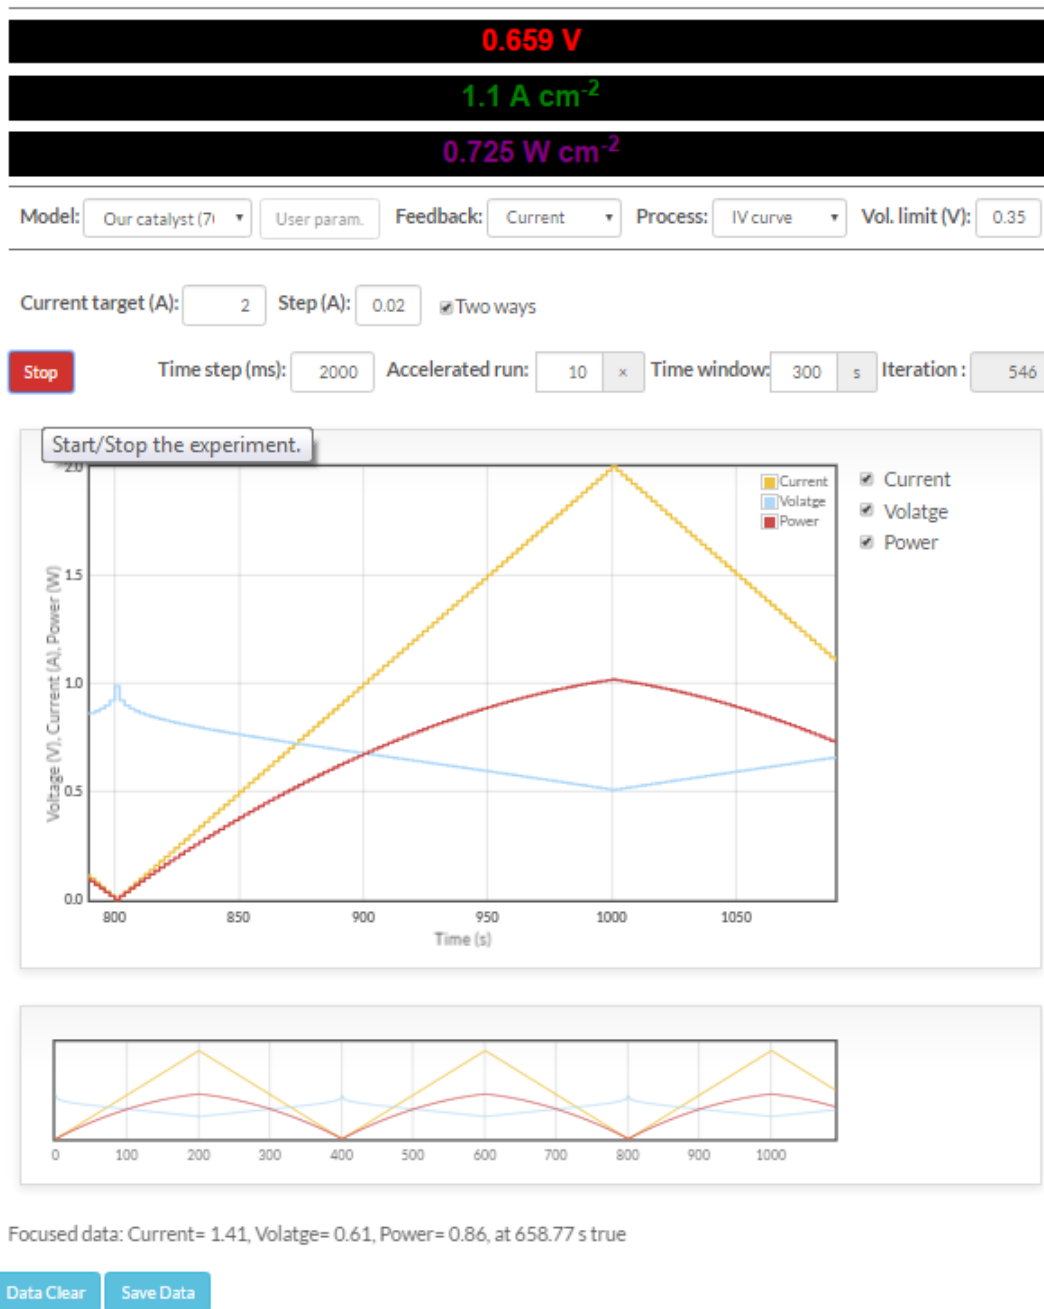 0.659 V
1.1 A cm-2
0.725 W cm-2
Model: Our catalyst (7( User param. Feedback: Current Process: IV curve Vol. limit (V): 0.35
Current target (A): 2 Step (A): 0.02 Two ways
Stop Time step (ms): 2000 Accelerated run: 10 × Time window: 300 s Iteration : 546
Start/Stop the experiment.
2.0
1.5
1.0
0.5
0.0
Voltage (V), Current (A), Power (W)
Current
Volatge
Power
Current
Volatge
Power
800 850 900 950 1000 1050
Time (s)
0 100 200 300 400 500 600 700 800 900 1000
Focused data: Current= 1.41, Volatge= 0.61, Power= 0.86, at 658.77 s true
Data Clear Save Data